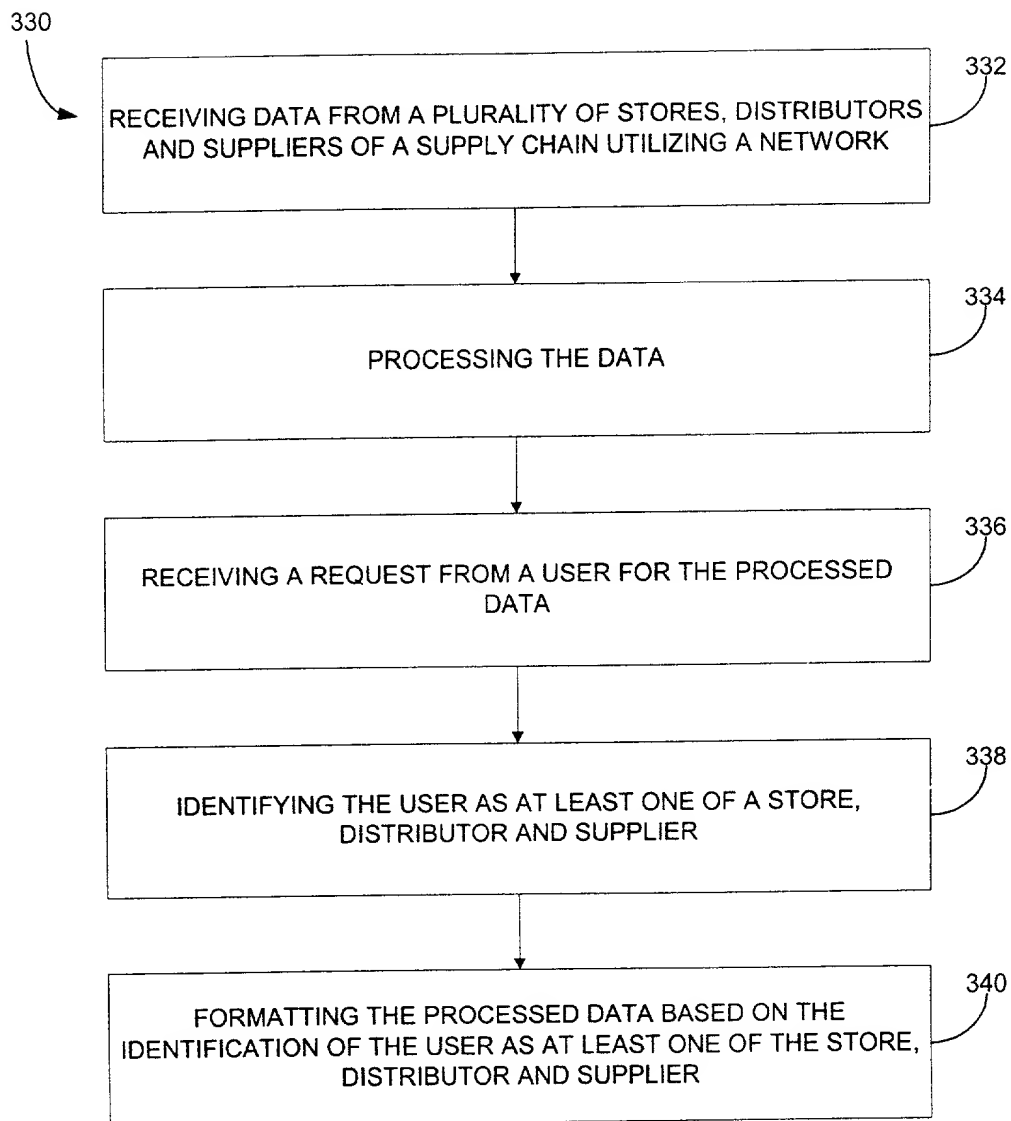 330
332
RECEIVING DATA FROM A PLURALITY OF STORES, DISTRIBUTORS
AND SUPPLIERS OF A SUPPLY CHAIN UTILIZING A NETWORK
334
PROCESSING THE DATA
336
RECEIVING A REQUEST FROM A USER FOR THE PROCESSED
DATA
338
IDENTIFYING THE USER AS AT LEAST ONE OF A STORE,
DISTRIBUTOR AND SUPPLIER
340
FORMATTING THE PROCESSED DATA BASED ON THE
IDENTIFICATION OF THE USER AS AT LEAST ONE OF THE STORE,
DISTRIBUTOR AND SUPPLIER